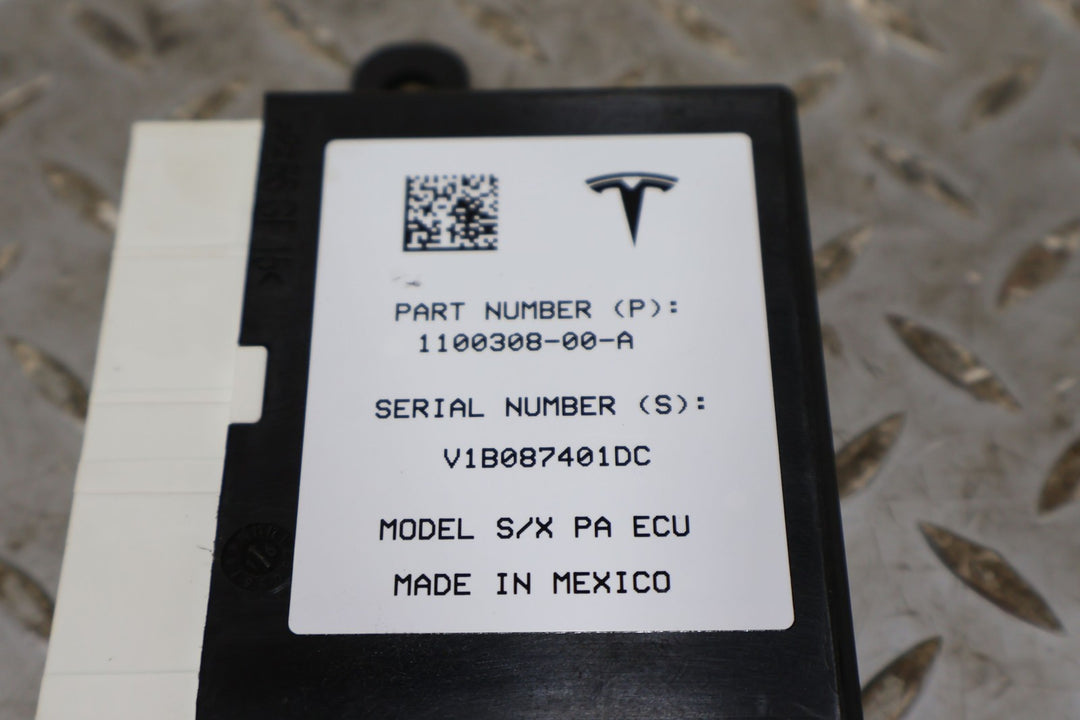 PART NUMBER (P):
1100308-00-A
SERIAL NUMBER (S):
V1B087401DC
MODEL S/X PA ECU
MADE IN MEXICO